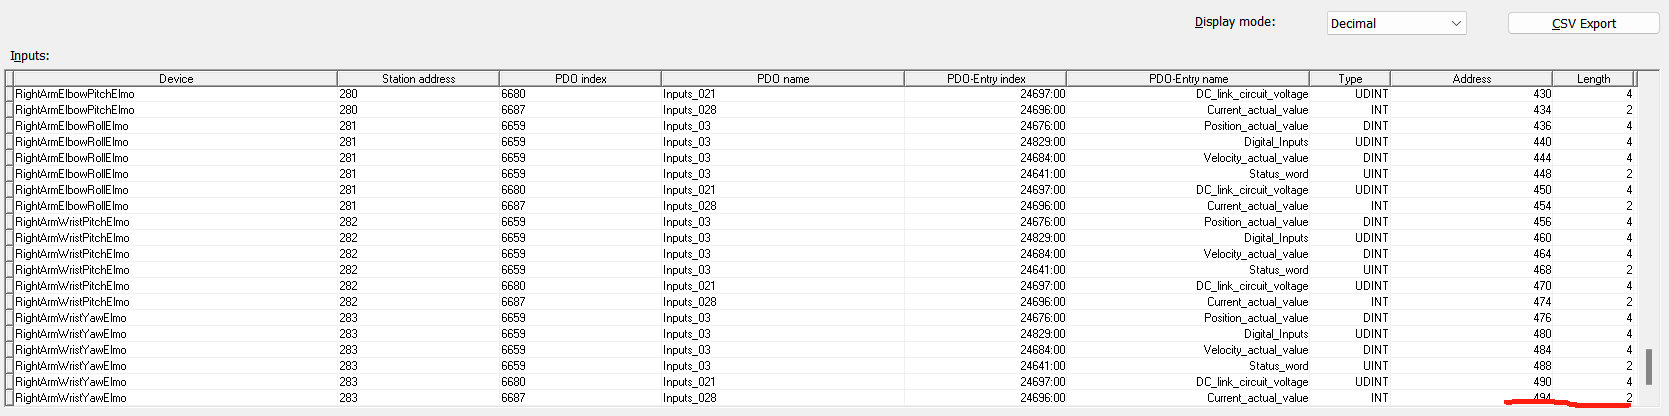 Display mode: Decimal CSV Export
Inputs:
Device Station address PDO index PDO name PDO-Entry index PDO-Entry name Type Address Length
RightArmElbowPitchElmo 280 6680 Inputs_021 24697:00 DC_link_circuit_voltage UDINT 430 4
RightArmElbowPitchElmo 280 6687 Inputs_028 24696:00 Current_actual_value INT 434 2
RightArmElbowRollElmo 281 6659 Inputs_03 24676:00 Position_actual_value DINT 436 4
RightArmElbowRollElmo 281 6659 Inputs_03 24829:00 Digital_Inputs UDINT 440 4
RightArmElbowRollElmo 281 6659 Inputs_03 24684:00 Velocity_actual_value DINT 444 4
RightArmElbowRollElmo 281 6659 Inputs_03 24641:00 Status_word UINT 448 2
RightArmElbowRollElmo 281 6680 Inputs_021 24697:00 DC_link_circuit_voltage UDINT 450 4
RightArmElbowRollElmo 281 6687 Inputs_028 24696:00 Current_actual_value INT 454 2
RightArmWristPitchElmo 282 6659 Inputs_03 24676:00 Position_actual_value DINT 456 4
RightArmWristPitchElmo 282 6659 Inputs_03 24829:00 Digital_Inputs UDINT 460 4
RightArmWristPitchElmo 282 6659 Inputs_03 24684:00 Velocity_actual_value DINT 464 4
RightArmWristPitchElmo 282 6659 Inputs_03 24641:00 Status_word UINT 468 2
RightArmWristPitchElmo 282 6680 Inputs_021 24697:00 DC_link_circuit_voltage UDINT 470 4
RightArmWristPitchElmo 282 6687 Inputs_028 24696:00 Current_actual_value INT 474 2
RightArmWristYawElmo 283 6659 Inputs_03 24676:00 Position_actual_value DINT 476 4
RightArmWristYawElmo 283 6659 Inputs_03 24829:00 Digital_Inputs UDINT 480 4
RightArmWristYawElmo 283 6659 Inputs_03 24684:00 Velocity_actual_value DINT 484 4
RightArmWristYawElmo 283 6659 Inputs_03 24641:00 Status_word UINT 488 2
RightArmWristYawElmo 283 6680 Inputs_021 24697:00 DC_link_circuit_voltage UDINT 490 4
RightArmWristYawElmo 283 6687 Inputs_028 24696:00 Current_actual_value INT 494 2